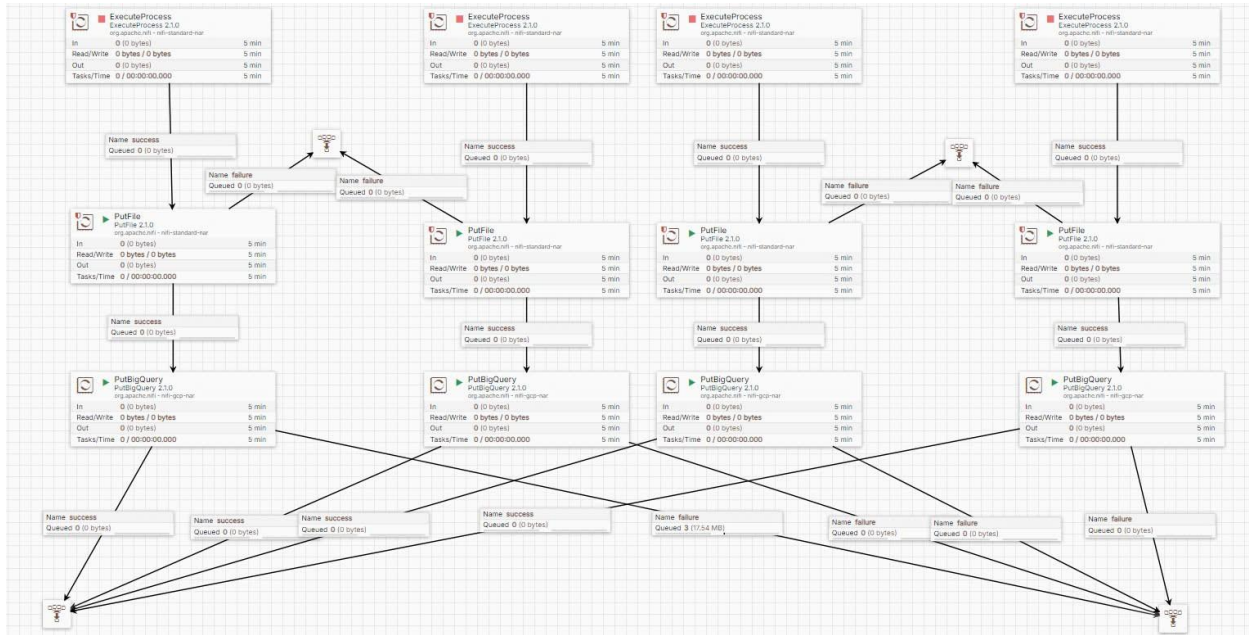 ExecuteProcess
ExecuteProcess 2.1.0
org.apache.nifi - nifi-standard-nar
In 0 (0 bytes) 5 min
Read/Write 0 bytes / 0 bytes 5 min
Out 0 (0 bytes) 5 min
Tasks/Time 0 / 00:00:00.000 5 min
ExecuteProcess
ExecuteProcess 2.1.0
org.apache.nifi - nifi-standard-nar
In 0 (0 bytes) 5 min
Read/Write 0 bytes / 0 bytes 5 min
Out 0 (0 bytes) 5 min
Tasks/Time 0 / 00:00:00.000 5 min
ExecuteProcess
ExecuteProcess 2.1.0
org.apache.nifi - nifi-standard-nar
In 0 (0 bytes) 5 min
Read/Write 0 bytes / 0 bytes 5 min
Out 0 (0 bytes) 5 min
Tasks/Time 0 / 00:00:00.000 5 min
ExecuteProcess
ExecuteProcess 2.1.0
org.apache.nifi - nifi-standard-nar
In 0 (0 bytes) 5 min
Read/Write 0 bytes / 0 bytes 5 min
Out 0 (0 bytes) 5 min
Tasks/Time 0 / 00:00:00.000 5 min
Name success
Queued 0 (0 bytes)
Name success
Queued 0 (0 bytes)
Name success
Queued 0 (0 bytes)
Name success
Queued 0 (0 bytes)
Name failure
Queued 0 (0 bytes)
Name failure
Queued 0 (0 bytes)
Name failure
Queued 0 (0 bytes)
Name failure
Queued 0 (0 bytes)
PutFile
PutFile 2.1.0
org.apache.nifi - nifi-standard-nar
In 0 (0 bytes) 5 min
Read/Write 0 bytes / 0 bytes 5 min
Out 0 (0 bytes) 5 min
Tasks/Time 0 / 00:00:00.000 5 min
PutFile
PutFile 2.1.0
org.apache.nifi - nifi-standard-nar
In 0 (0 bytes) 5 min
Read/Write 0 bytes / 0 bytes 5 min
Out 0 (0 bytes) 5 min
Tasks/Time 0 / 00:00:00.000 5 min
PutFile
PutFile 2.1.0
org.apache.nifi - nifi-standard-nar
In 0 (0 bytes) 5 min
Read/Write 0 bytes / 0 bytes 5 min
Out 0 (0 bytes) 5 min
Tasks/Time 0 / 00:00:00.000 5 min
PutFile
PutFile 2.1.0
org.apache.nifi - nifi-standard-nar
In 0 (0 bytes) 5 min
Read/Write 0 bytes / 0 bytes 5 min
Out 0 (0 bytes) 5 min
Tasks/Time 0 / 00:00:00.000 5 min
Name success
Queued 0 (0 bytes)
Name success
Queued 0 (0 bytes)
Name success
Queued 0 (0 bytes)
Name success
Queued 0 (0 bytes)
PutBigQuery
PutBigQuery 2.1.0
org.apache.nifi - nifi-gcp-nar
In 0 (0 bytes) 5 min
Read/Write 0 bytes / 0 bytes 5 min
Out 0 (0 bytes) 5 min
Tasks/Time 0 / 00:00:00.000 5 min
PutBigQuery
PutBigQuery 2.1.0
org.apache.nifi - nifi-gcp-nar
In 0 (0 bytes) 5 min
Read/Write 0 bytes / 0 bytes 5 min
Out 0 (0 bytes) 5 min
Tasks/Time 0 / 00:00:00.000 5 min
PutBigQuery
PutBigQuery 2.1.0
org.apache.nifi - nifi-gcp-nar
In 0 (0 bytes) 5 min
Read/Write 0 bytes / 0 bytes 5 min
Out 0 (0 bytes) 5 min
Tasks/Time 0 / 00:00:00.000 5 min
PutBigQuery
PutBigQuery 2.1.0
org.apache.nifi - nifi-gcp-nar
In 0 (0 bytes) 5 min
Read/Write 0 bytes / 0 bytes 5 min
Out 0 (0 bytes) 5 min
Tasks/Time 0 / 00:00:00.000 5 min
Name success
Queued 0 (0 bytes)
Name success
Queued 0 (0 bytes)
Name success
Queued 0 (0 bytes)
Name success
Queued 0 (0 bytes)
Name failure
Queued 3 (17.54 MB)
Name failure
Queued 0 (0 bytes)
Name failure
Queued 0 (0 bytes)
Name failure
Queued 0 (0 bytes)